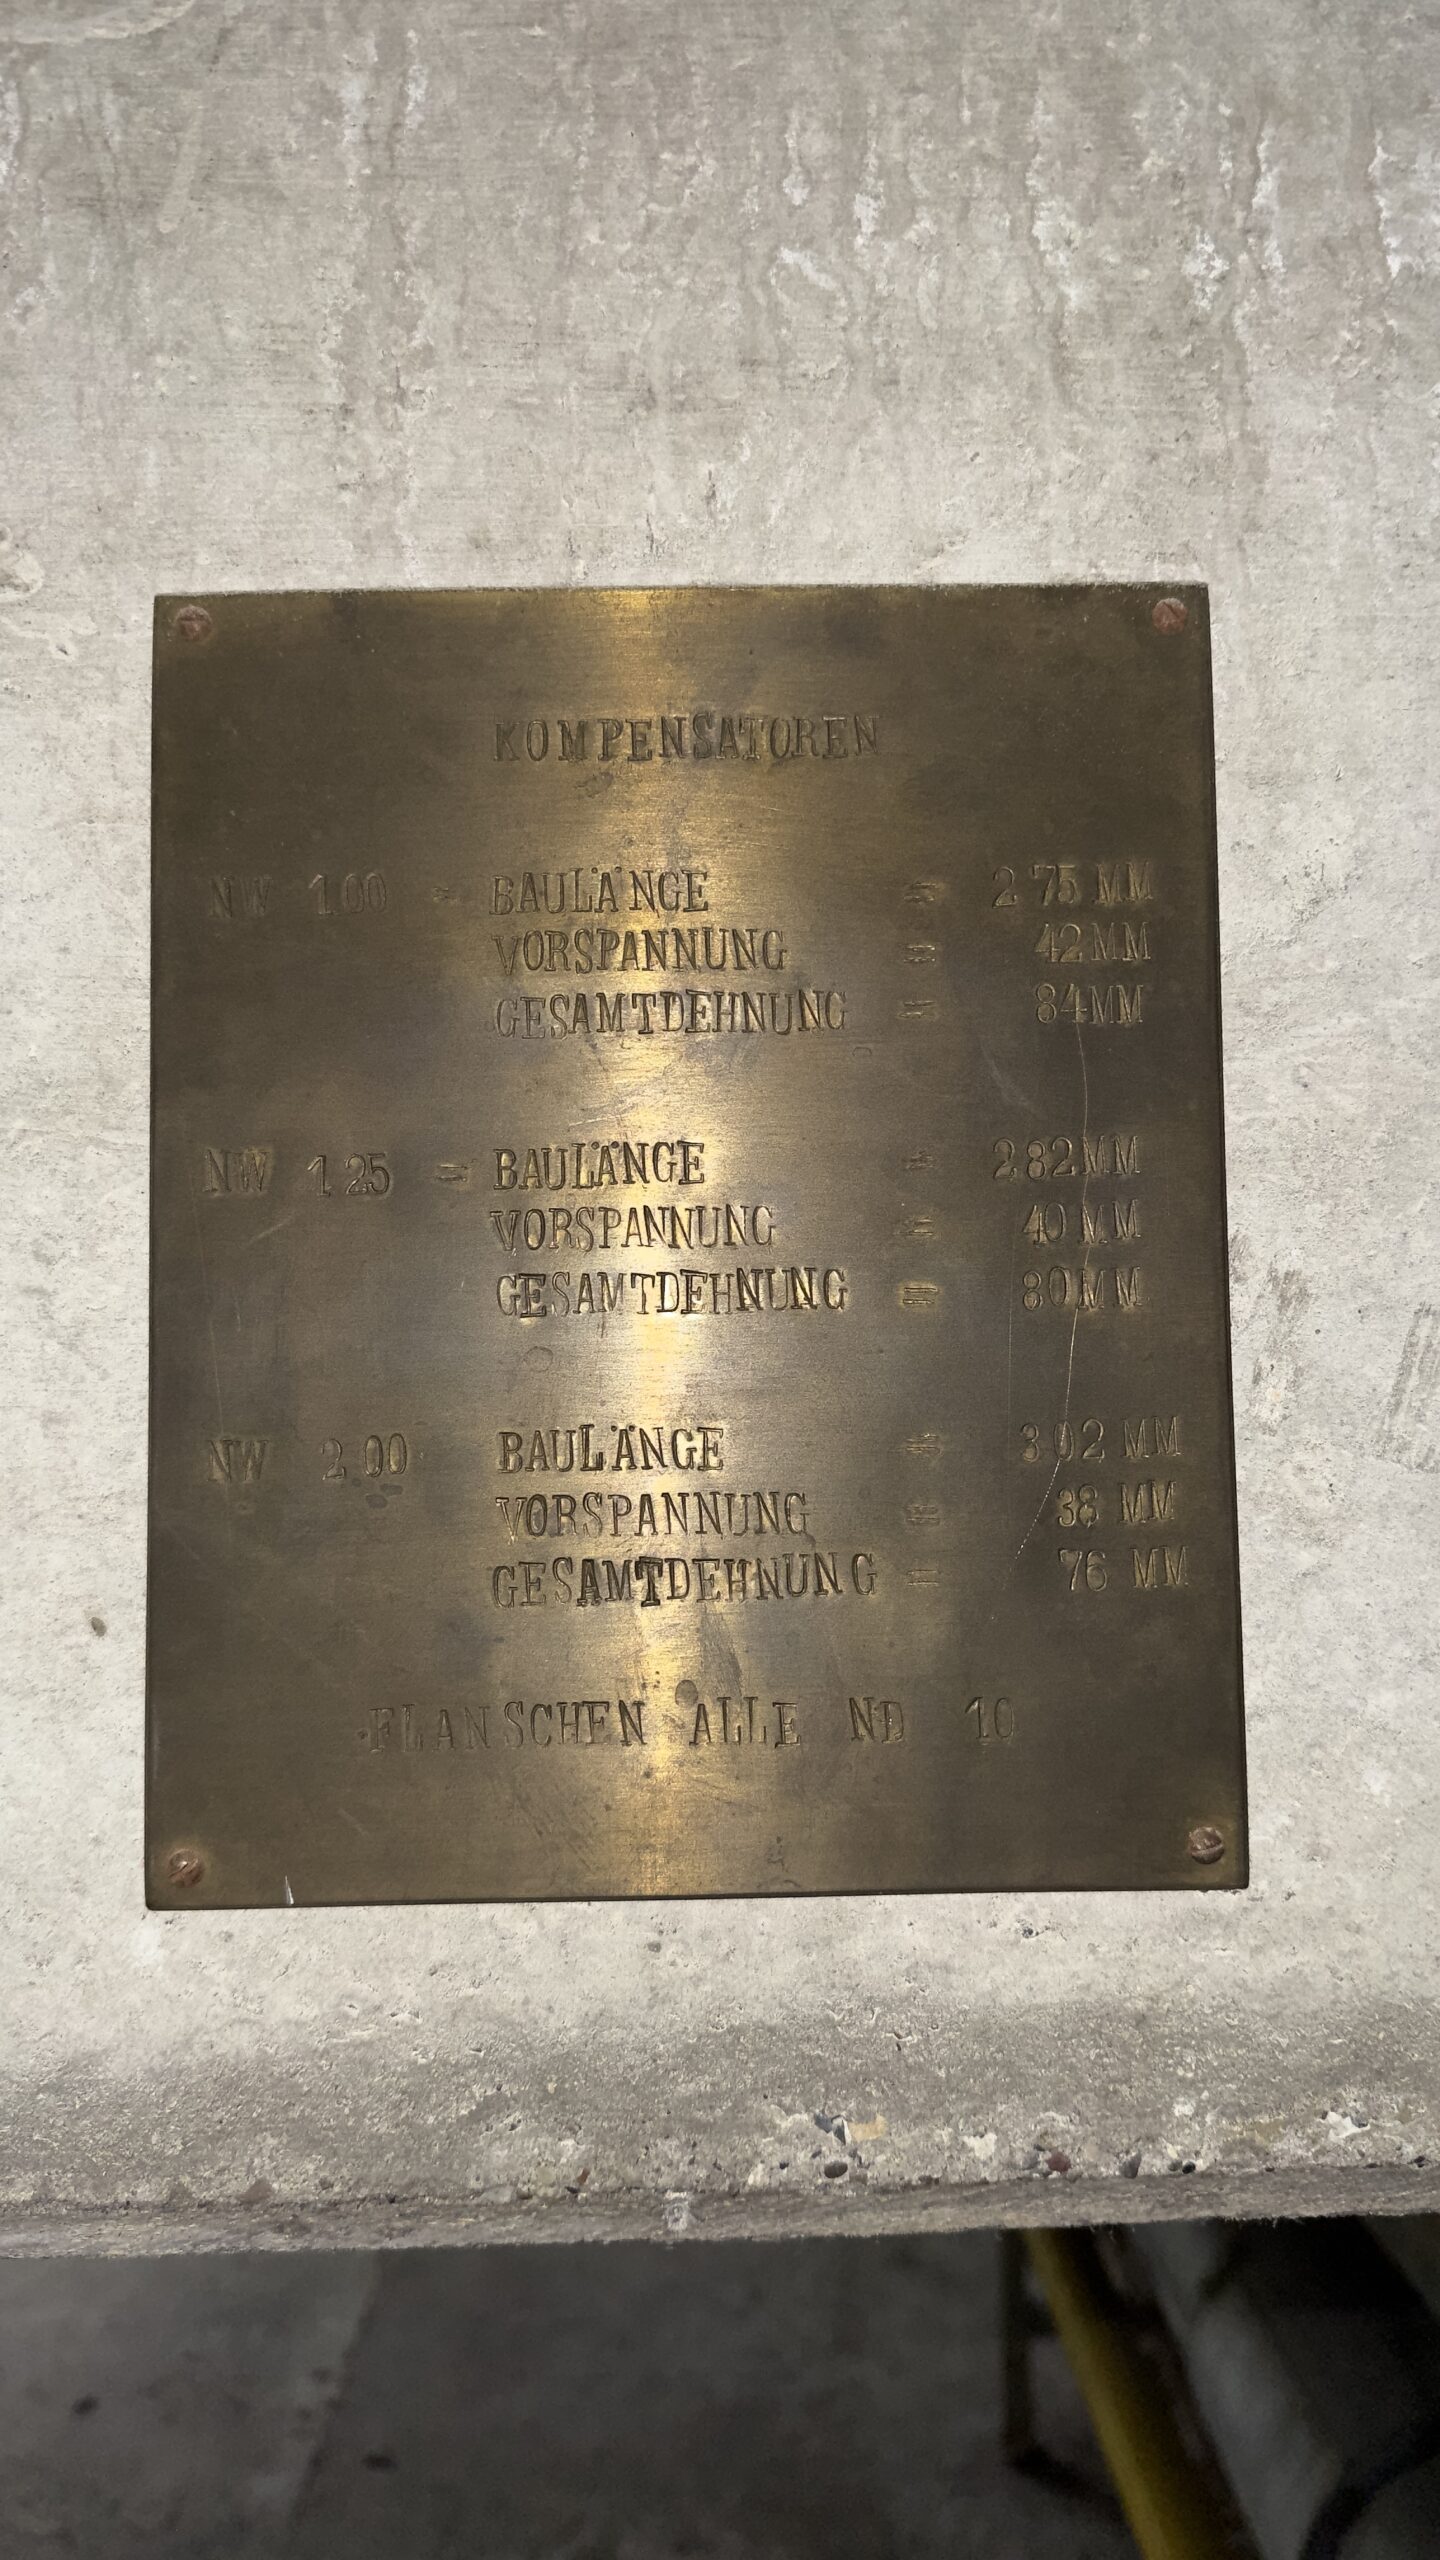 KOMPENSATOREN
NW 100 = BAULÄNGE = 275 MM
VORSPANNUNG = 42 MM
GESAMTDEHNUNG = 84 MM
NW 125 = BAULÄNGE = 282 MM
VORSPANNUNG = 40 MM
GESAMTDEHNUNG = 80 MM
NW 200 BAULÄNGE = 302 MM
VORSPANNUNG = 38 MM
GESAMTDEHNUNG = 76 MM
FLANSCHEN ALLE ND 10